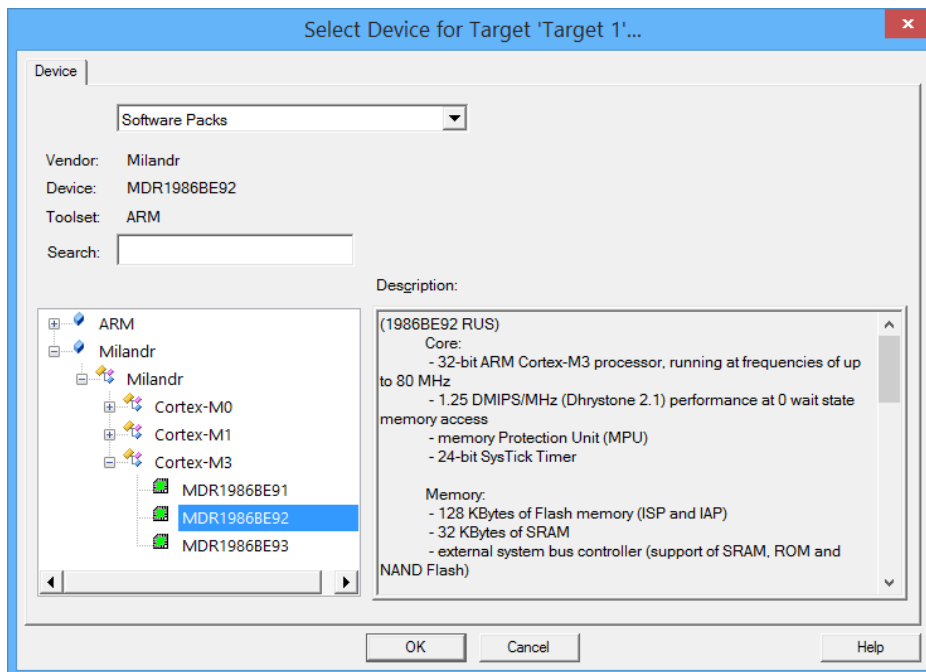 Select Device for Target 'Target 1'...
Device
Software Packs
Vendor: Milandr
Device: MDR1986BE92
Toolset: ARM
Search:
ARM
Milandr
Milandr
Cortex-M0
Cortex-M1
Cortex-M3
MDR1986BE91
MDR1986BE92
MDR1986BE93
Description:
(1986BE92 RUS)
Core:
- 32-bit ARM Cortex-M3 processor, running at frequencies of up
to 80 MHz
- 1.25 DMIPS/MHz (Dhrystone 2.1) performance at 0 wait state
memory access
- memory Protection Unit (MPU)
- 24-bit SysTick Timer
Memory:
- 128 KBytes of Flash memory (ISP and IAP)
- 32 KBytes of SRAM
- external system bus controller (support of SRAM, ROM and
NAND Flash)
OK
Cancel
Help